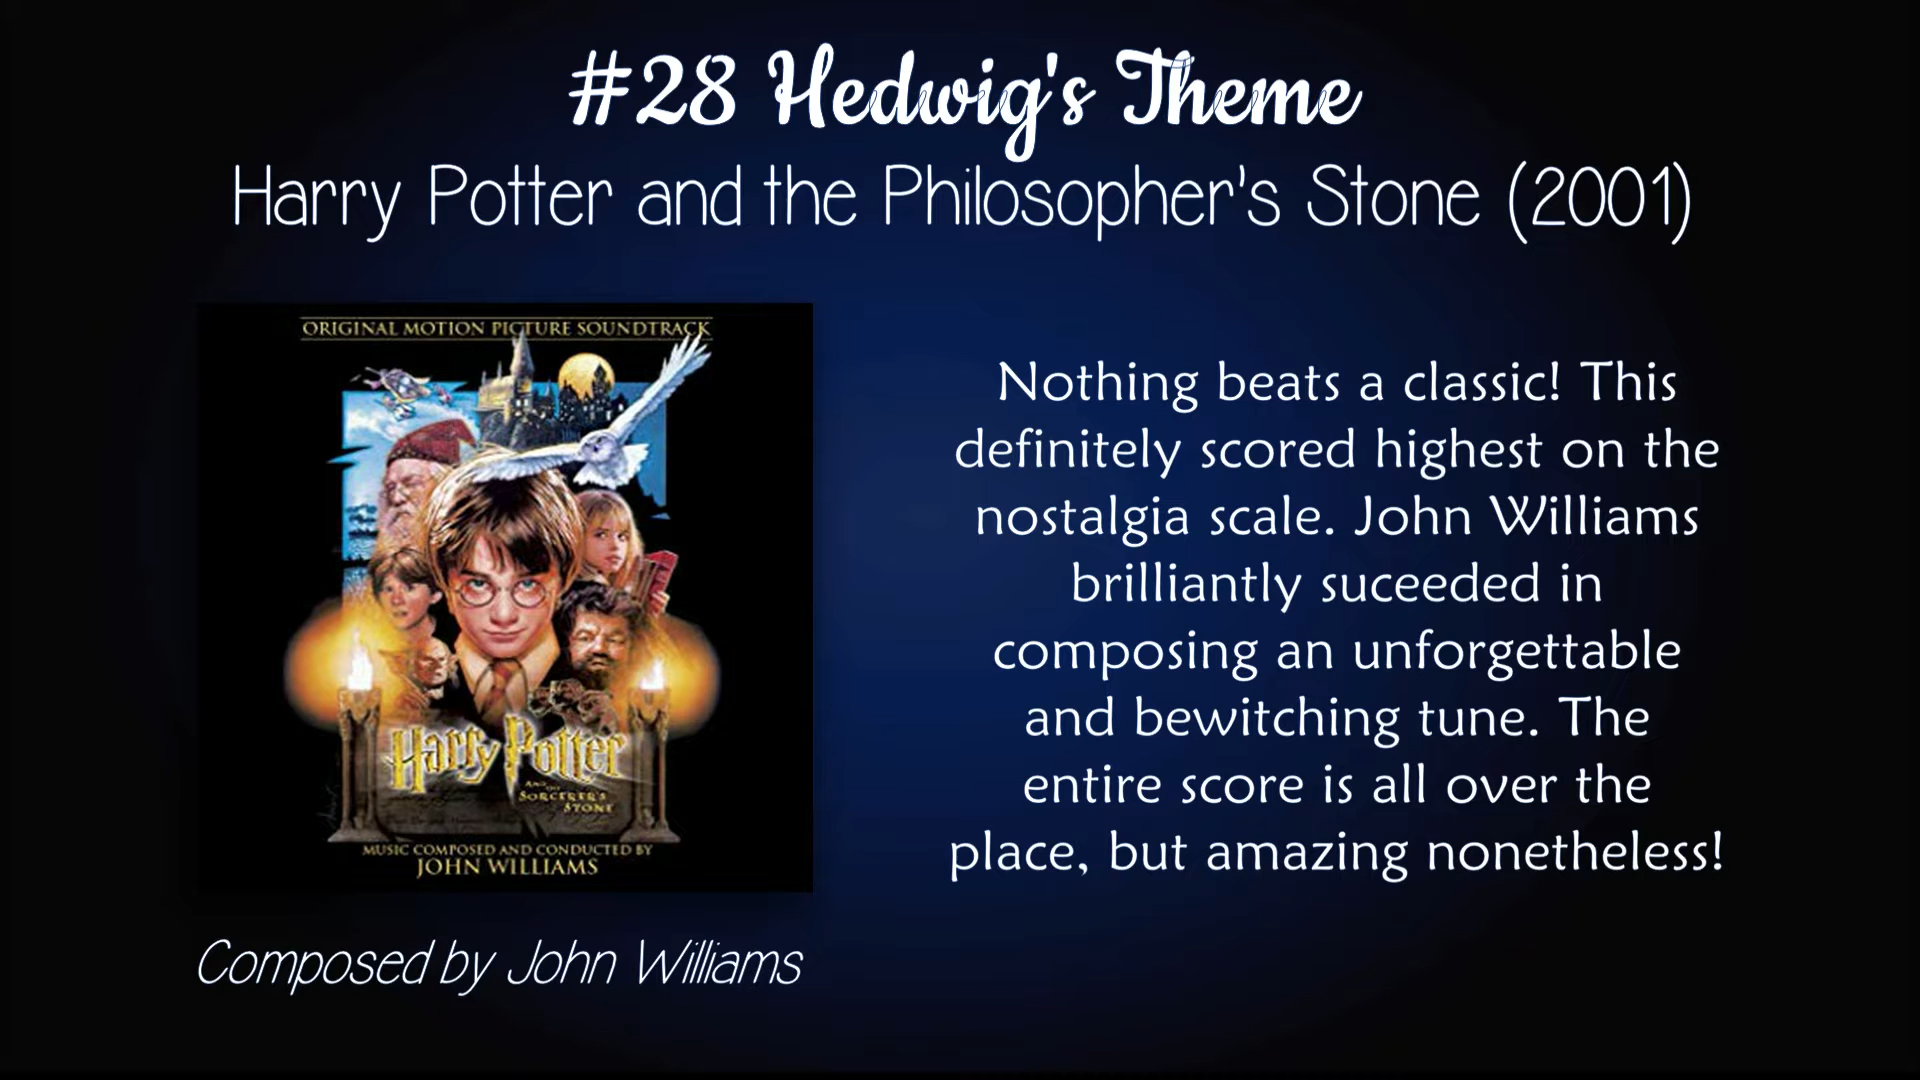 #28 Hedwig's Theme
Harry Potter and the Philosopher's Stone (2001)
ORIGINAL MOTION PICTURE SOUNDTRACK
Harry Potter
AND THE
SORCERER'S
STONE
MUSIC COMPOSED AND CONDUCTED BY
JOHN WILLIAMS
Composed by John Williams
Nothing beats a classic! This
definitely scored highest on the
nostalgia scale. John Williams
brilliantly suceeded in
composing an unforgettable
and bewitching tune. The
entire score is all over the
place, but amazing nonetheless!